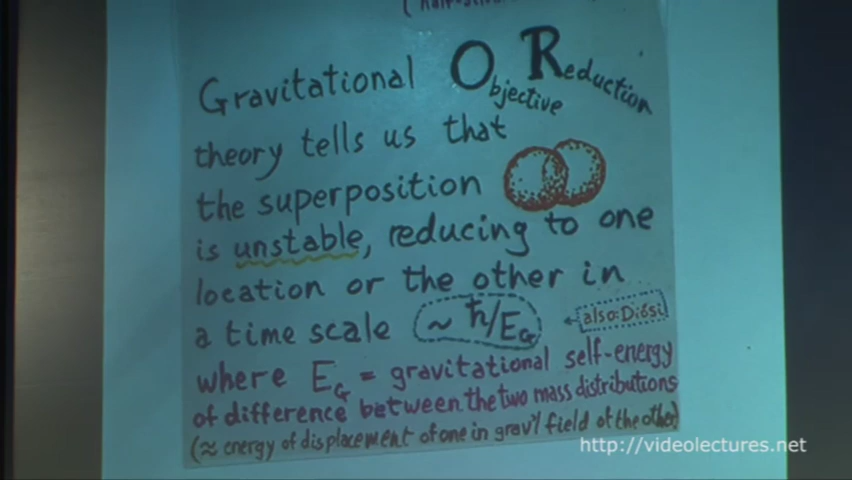 Gravitational Objective Reduction
theory tells us that
the superposition
is unstable, reducing to one
location or the other in
a time scale ~ ħ/E_G ← also: Diósi
where E_G = gravitational self-energy
of difference between the two mass distributions
(≈ energy of displacement of one in grav'l field of the other)
http://videolectures.net